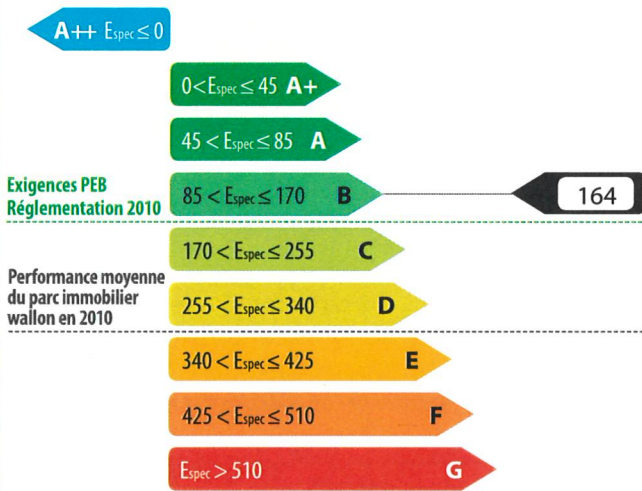 A++ Espec ≤ 0
0 < Espec ≤ 45 A+
45 < Espec ≤ 85 A
Exigences PEB
Réglementation 2010
85 < Espec ≤ 170 B
164
170 < Espec ≤ 255 C
Performance moyenne
du parc immobilier
wallon en 2010
255 < Espec ≤ 340 D
340 < Espec ≤ 425 E
425 < Espec ≤ 510 F
Espec > 510 G